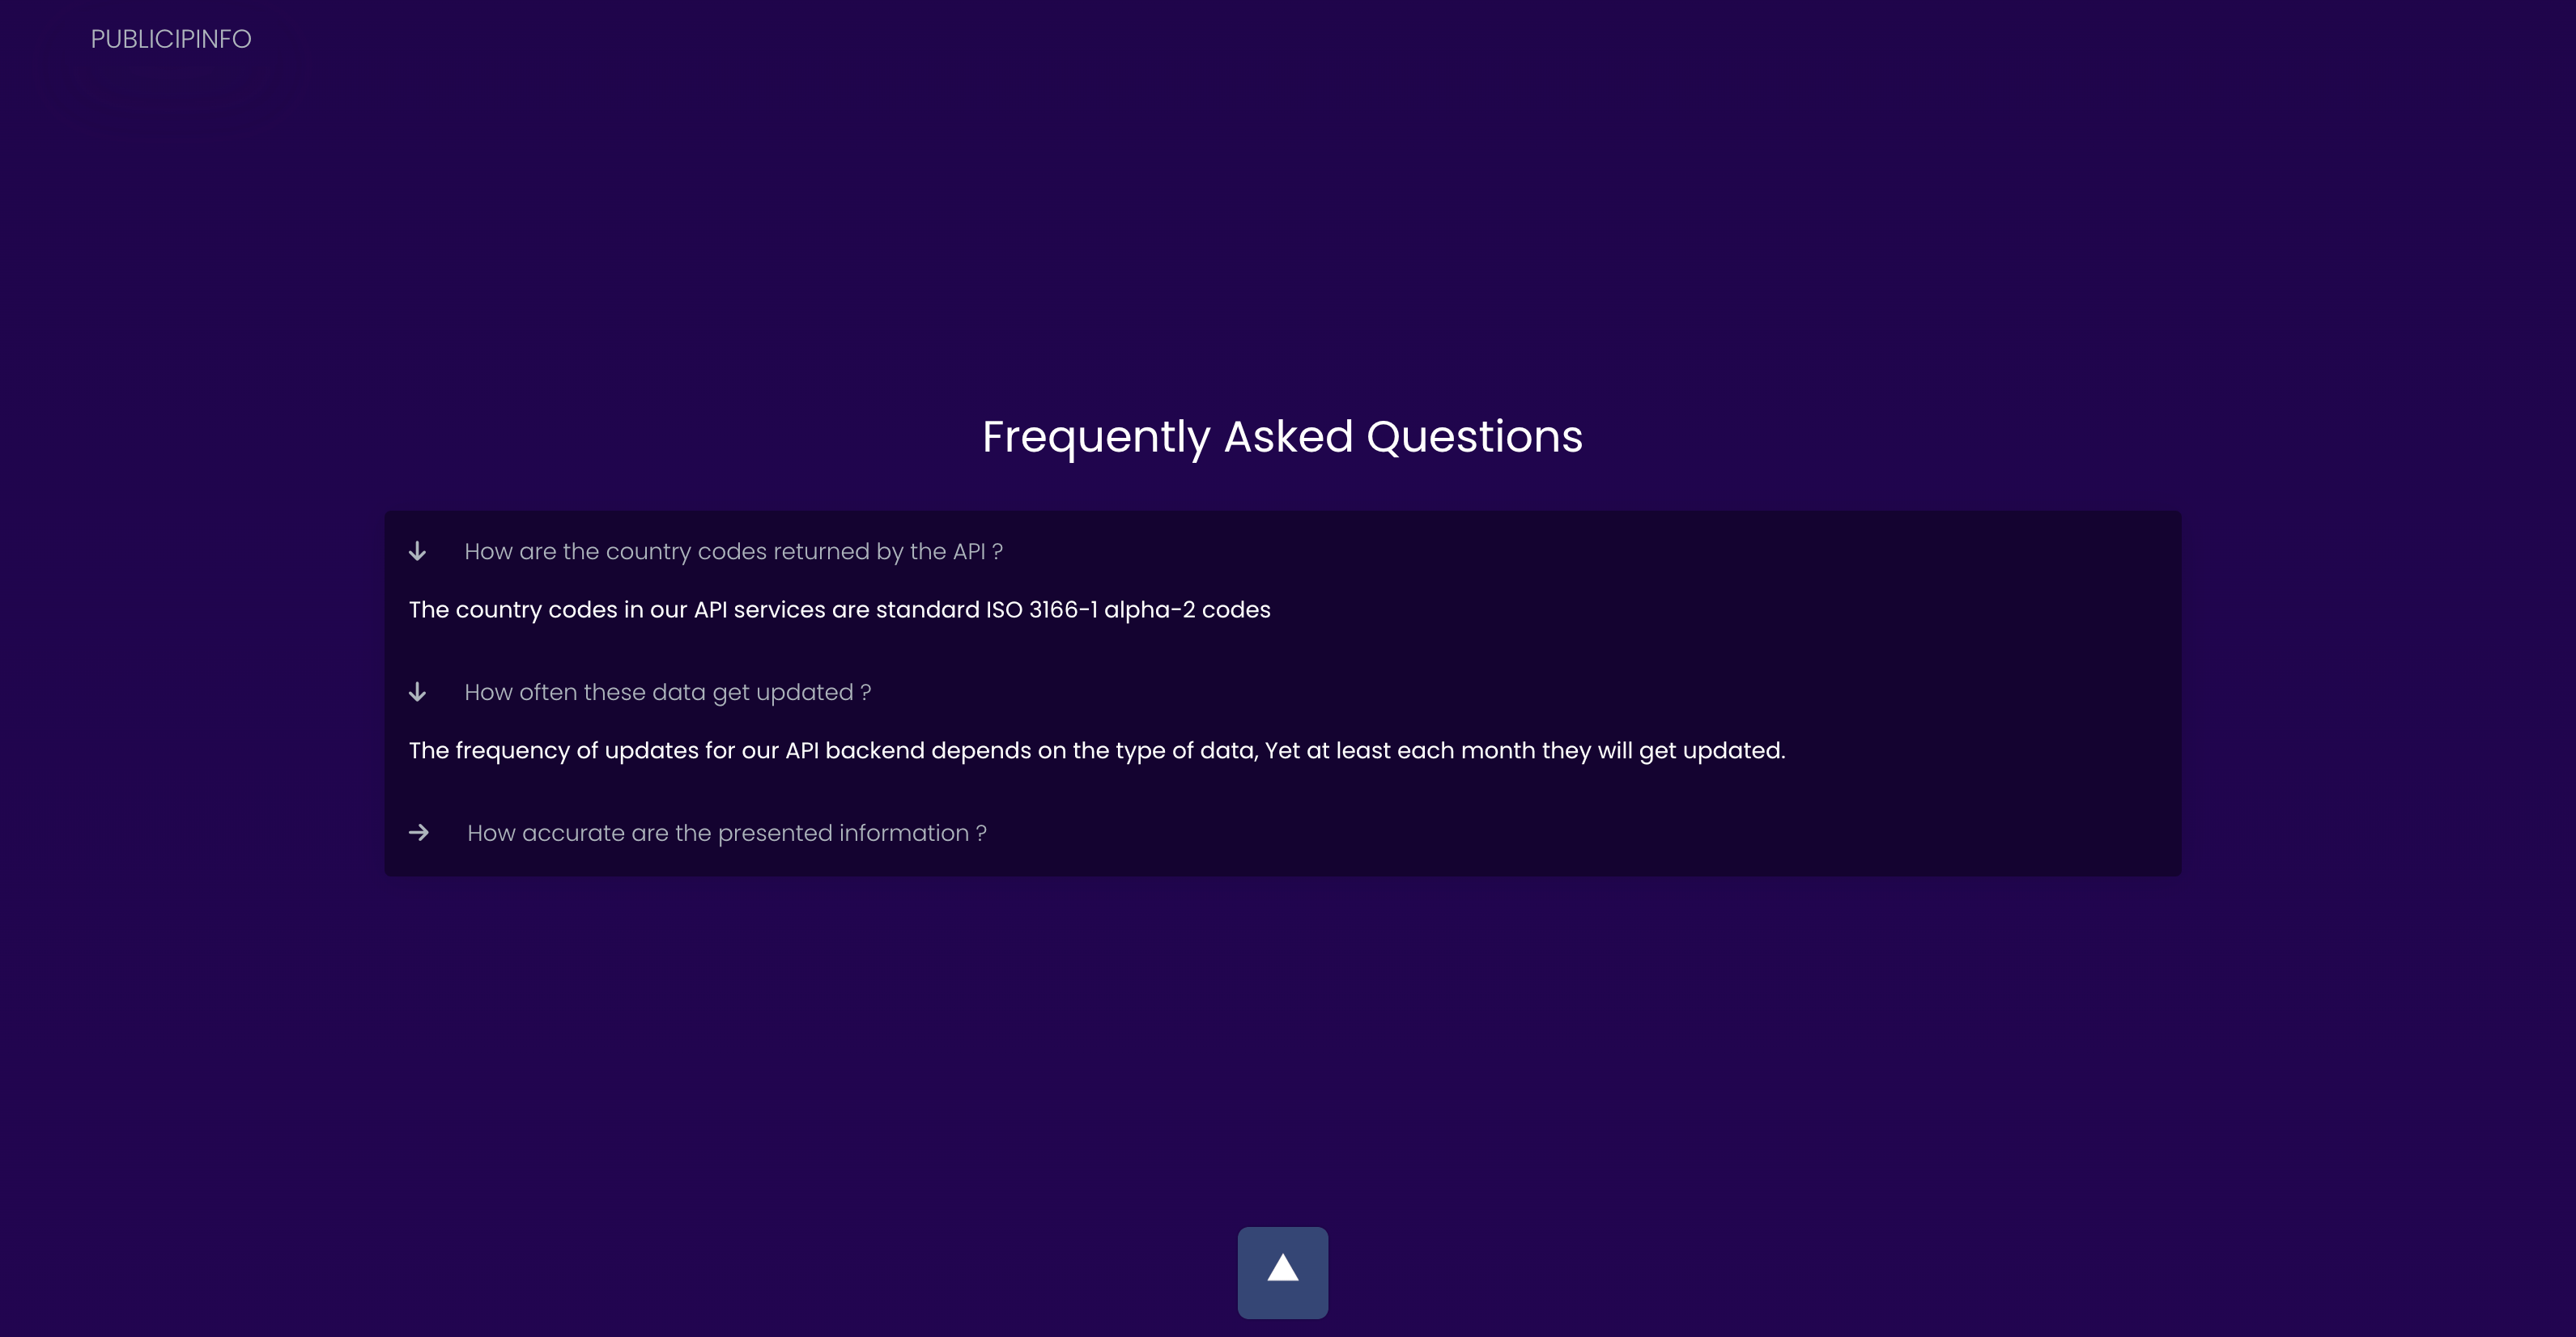 PUBLICIPINFO
Frequently Asked Questions
How are the country codes returned by the API ?
The country codes in our API services are standard ISO 3166-1 alpha-2 codes
How often these data get updated ?
The frequency of updates for our API backend depends on the type of data, Yet at least each month they will get updated.
How accurate are the presented information ?